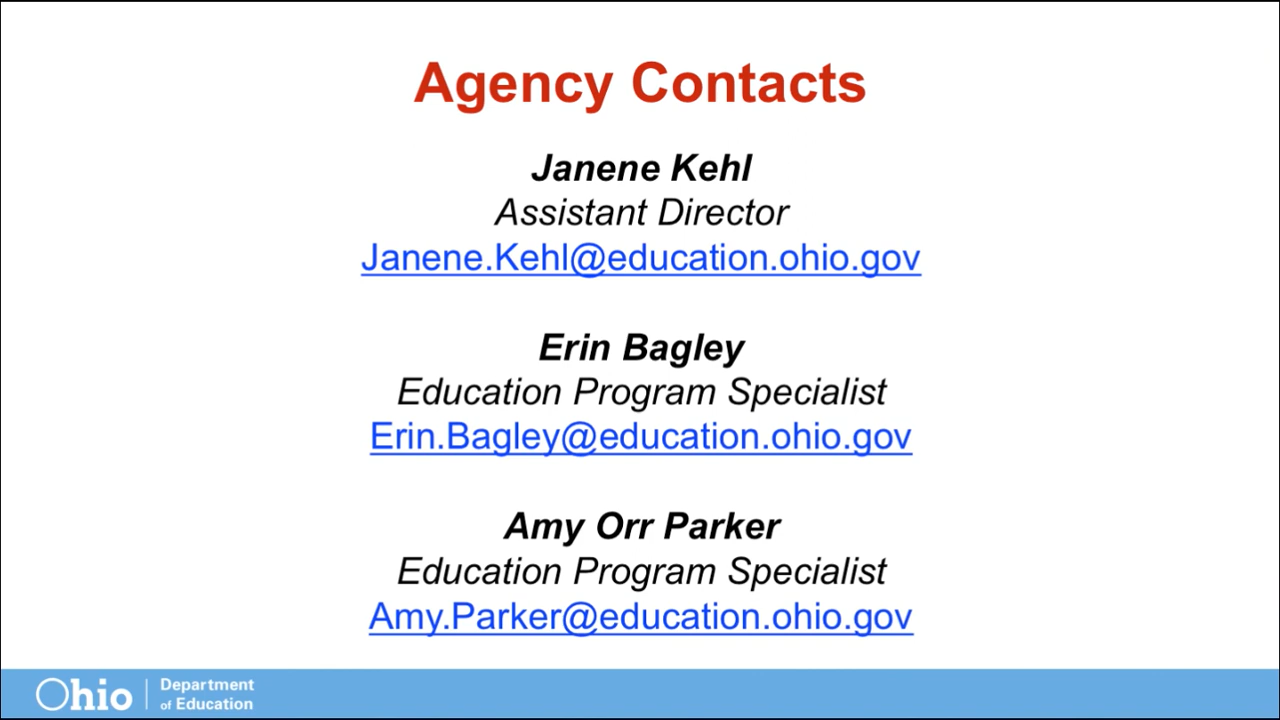 Agency Contacts
Janene Kehl
Assistant Director
Janene.Kehl@education.ohio.gov
Erin Bagley
Education Program Specialist
Erin.Bagley@education.ohio.gov
Amy Orr Parker
Education Program Specialist
Amy.Parker@education.ohio.gov
Ohio
Department
of Education